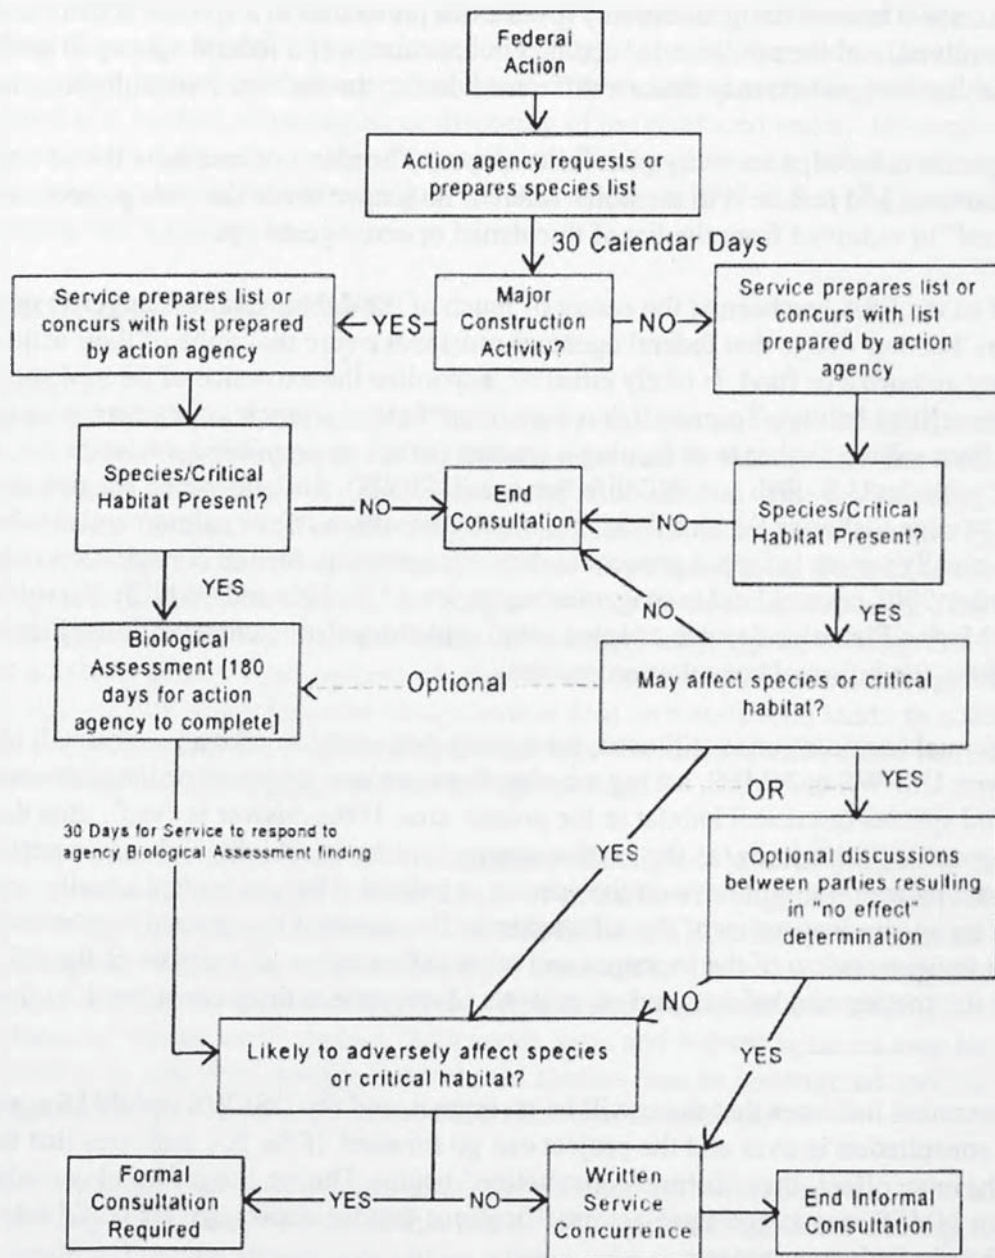 Federal
Action
Action agency requests or
prepares species list
30 Calendar Days
Service prepares list or
concurs with list prepared
by action agency
YES
Major
Construction
Activity?
NO
Service prepares list or
concurs with list
prepared by action
agency
Species/Critical
Habitat Present?
NO
End
Consultation
NO
Species/Critical
Habitat Present?
YES
NO
YES
Biological
Assessment [180
days for action
agency to complete]
Optional
May affect species or critical
habitat?
OR
YES
30 Days for Service to respond to
agency Biological Assessment finding
YES
Optional discussions
between parties resulting
in "no effect"
determination
NO
Likely to adversely affect species
or critical habitat?
YES
Formal
Consultation
Required
YES
NO
Written
Service
Concurrence
End Informal
Consultation